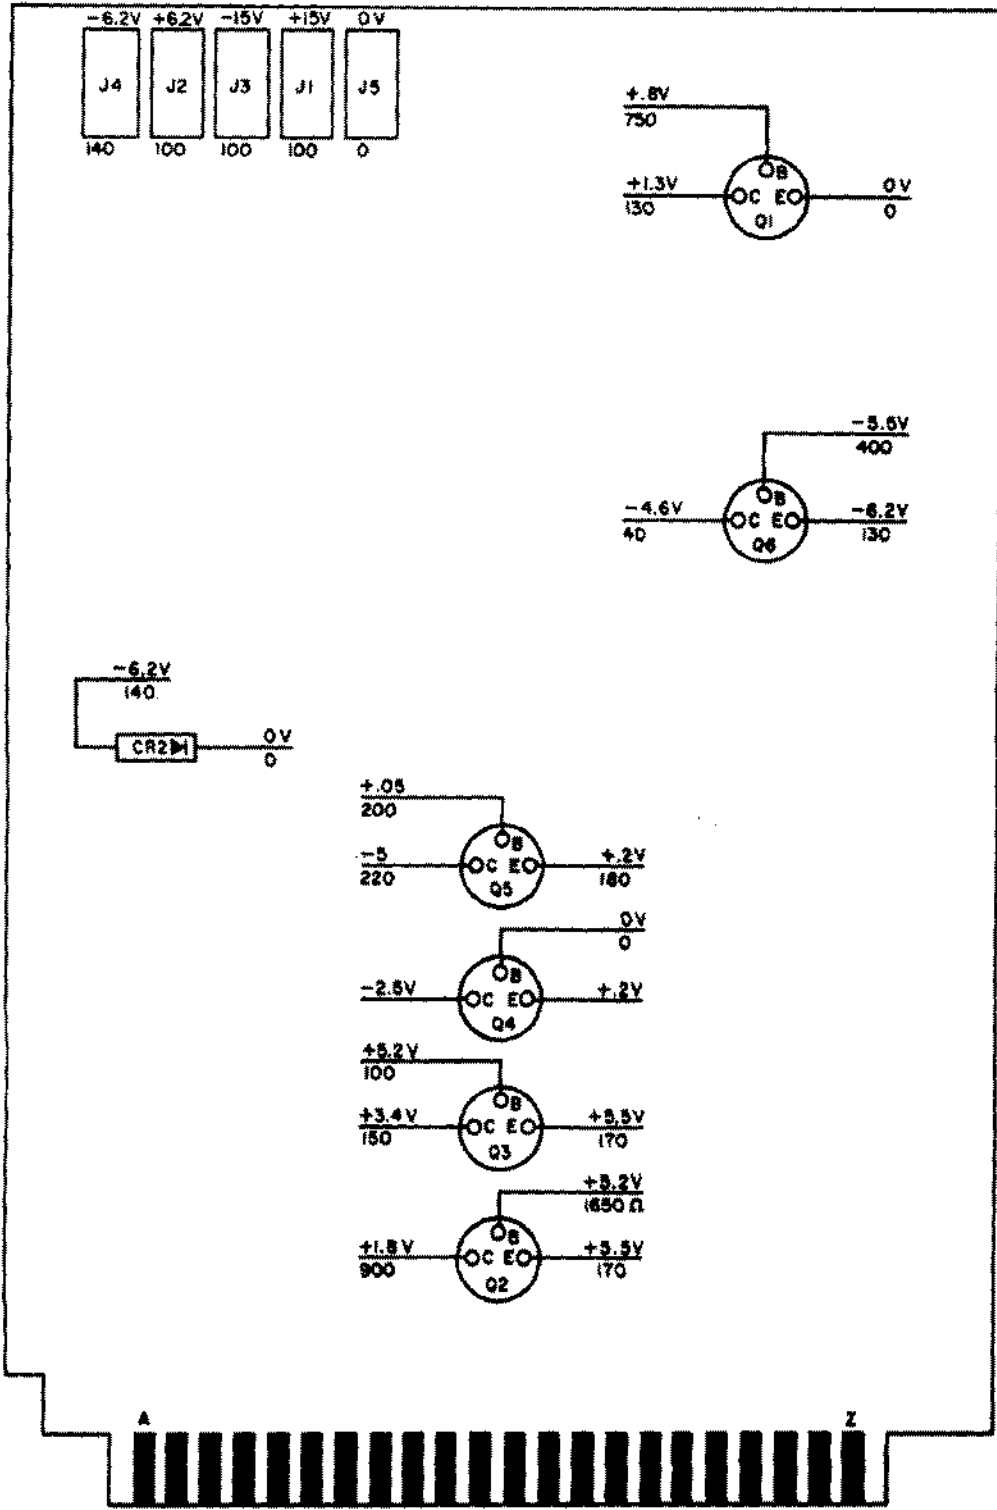 -6.2V +6.2V -15V +15V 0V
J4 J2 J3 J1 J5
140 100 100 100 0
+.8V
750
B
+1.3V C E 0V
130 0
Q1
-5.5V
400
B
-4.6V C E -6.2V
40 130
Q6
-6.2V
140
CR2 0V
0
+.05
200
B
-5 C E +.2V
220 180
Q5
0V
0
B
-2.5V C E +.2V
Q4
+5.2V
100
B
+3.4V C E +5.5V
150 170
Q3
+5.2V
1650 Ω
B
+1.8V C E +5.5V
900 170
Q2
A Z